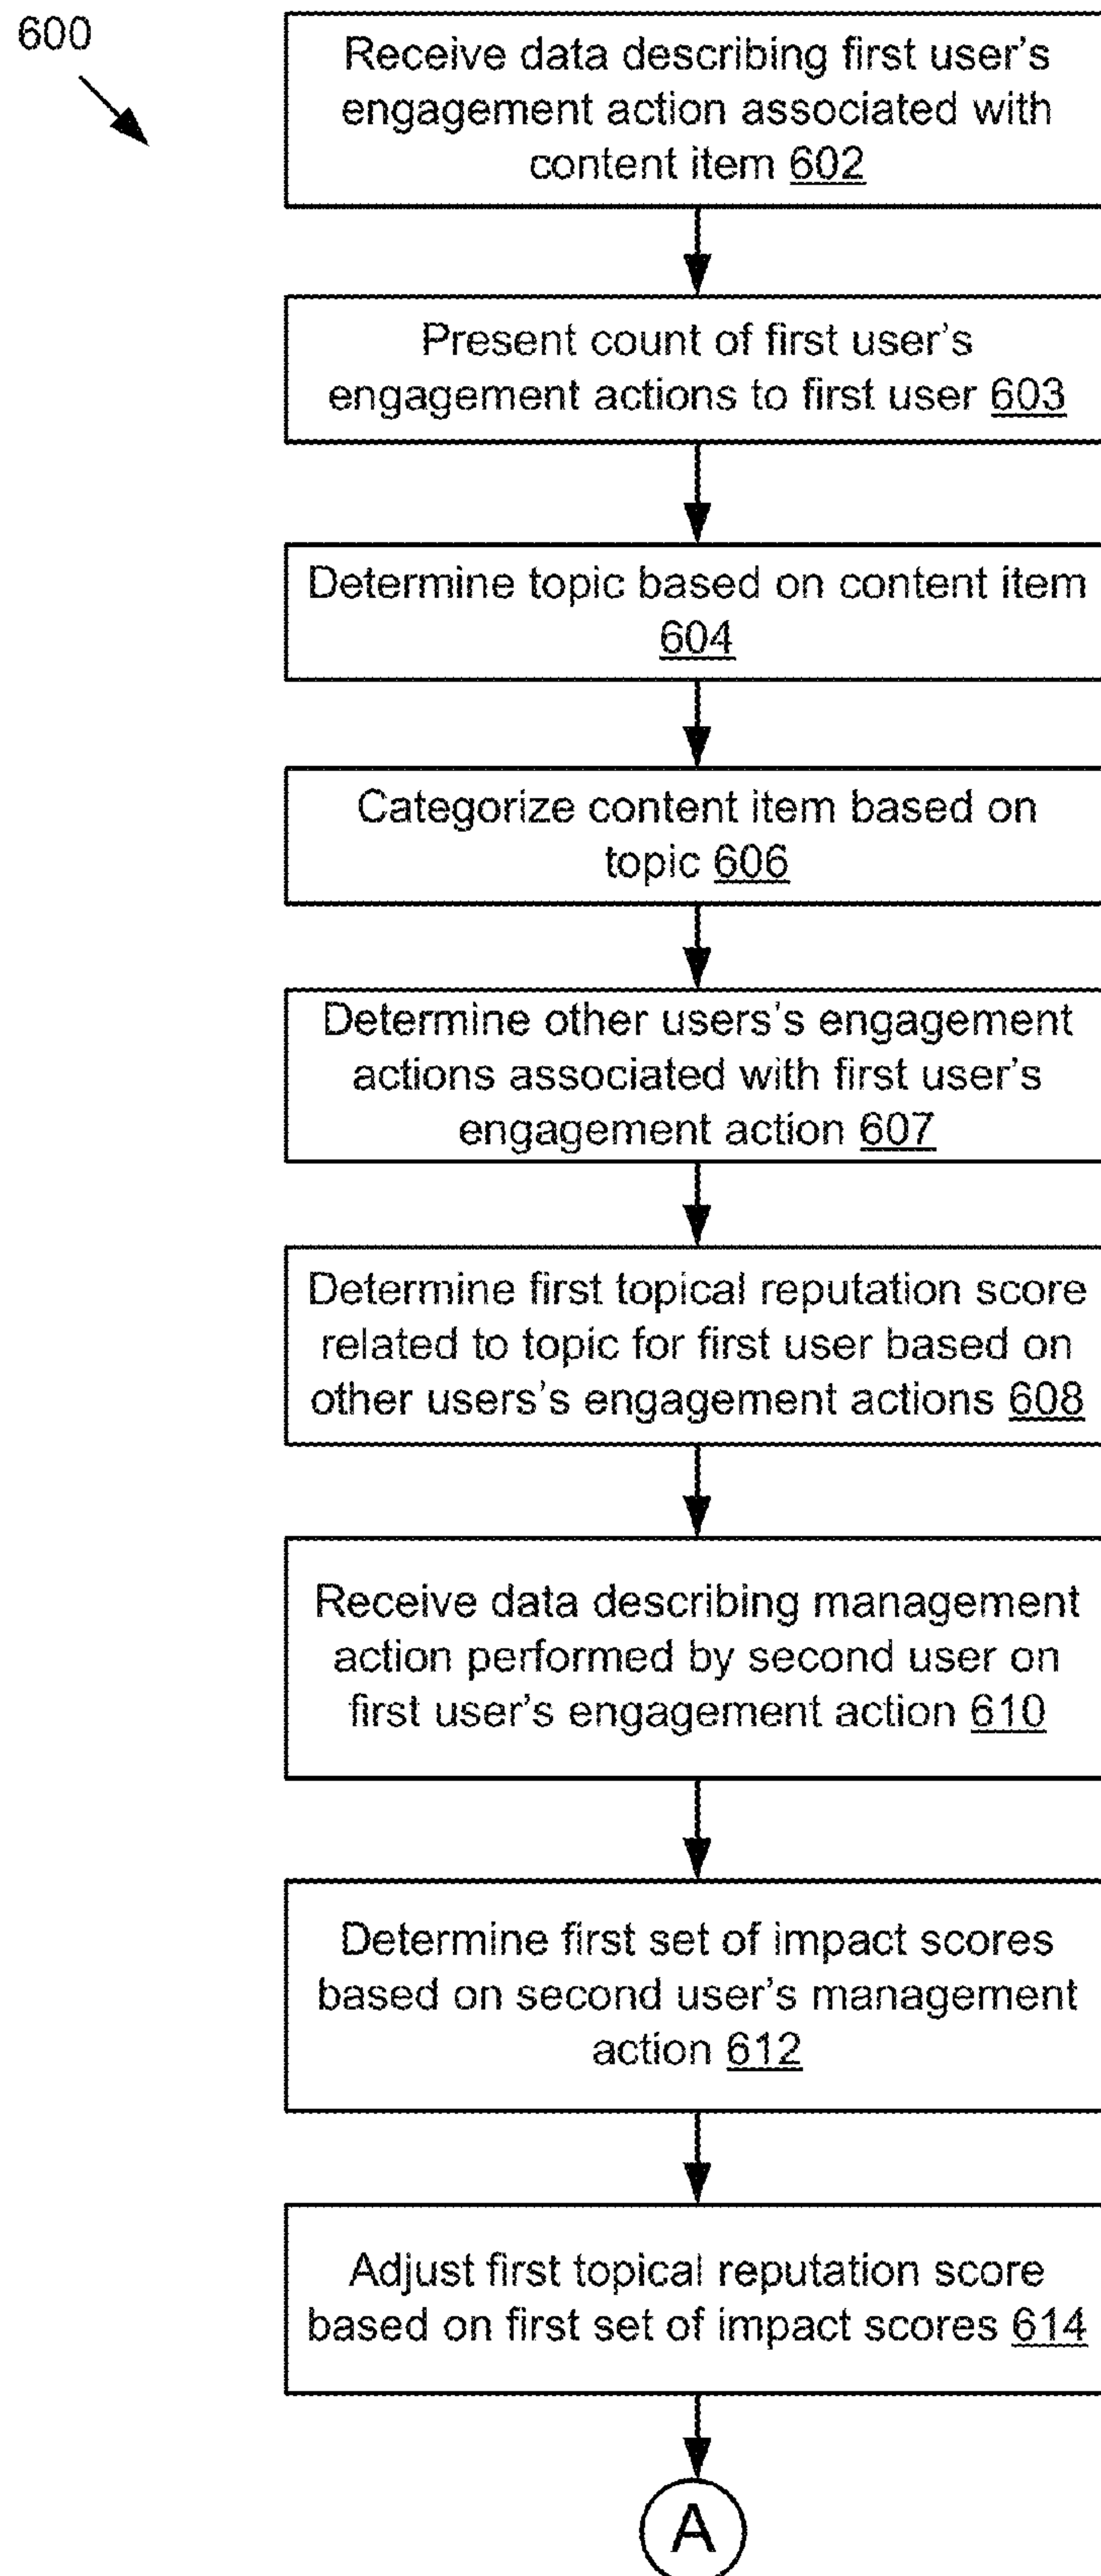 600
Receive data describing first user's
engagement action associated with
content item 602
Present count of first user's
engagement actions to first user 603
Determine topic based on content item
604
Categorize content item based on
topic 606
Determine other users's engagement
actions associated with first user's
engagement action 607
Determine first topical reputation score
related to topic for first user based on
other users's engagement actions 608
Receive data describing management
action performed by second user on
first user's engagement action 610
Determine first set of impact scores
based on second user's management
action 612
Adjust first topical reputation score
based on first set of impact scores 614
A